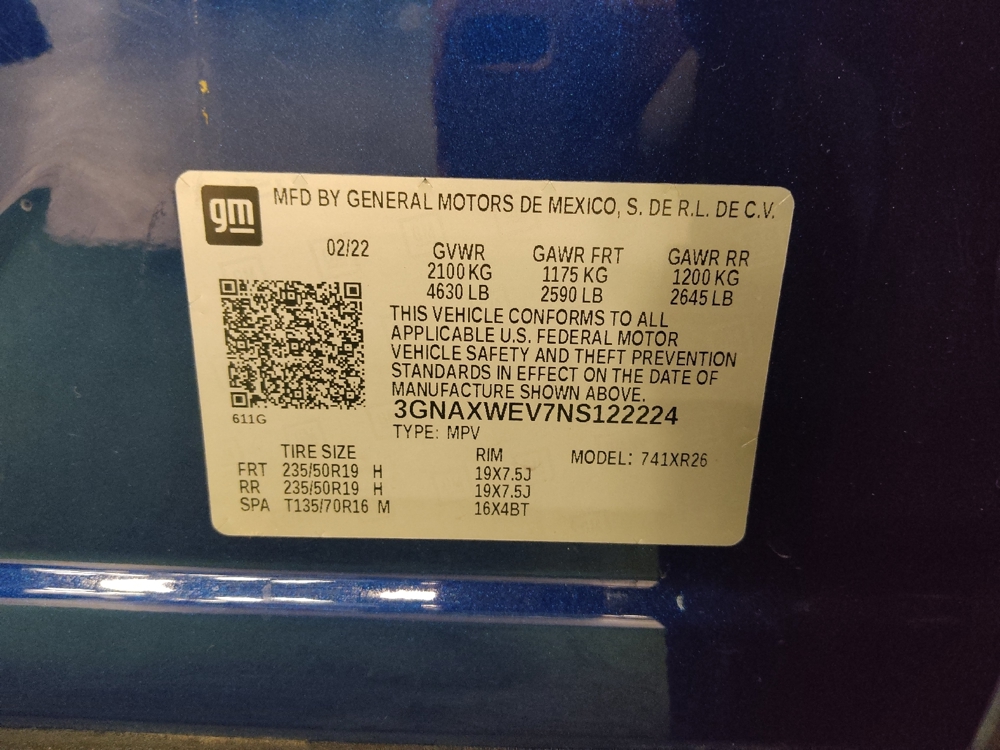 gm MFD BY GENERAL MOTORS DE MEXICO, S. DE R.L. DE C.V.
02/22 GVWR GAWR FRT GAWR RR
2100 KG 1175 KG 1200 KG
4630 LB 2590 LB 2645 LB
THIS VEHICLE CONFORMS TO ALL
APPLICABLE U.S. FEDERAL MOTOR
VEHICLE SAFETY AND THEFT PREVENTION
STANDARDS IN EFFECT ON THE DATE OF
MANUFACTURE SHOWN ABOVE.
3GNAXWEV7NS122224
611G
TYPE: MPV
TIRE SIZE RIM MODEL: 741XR26
FRT 235/50R19 H 19X7.5J
RR 235/50R19 H 19X7.5J
SPA T135/70R16 M 16X4BT